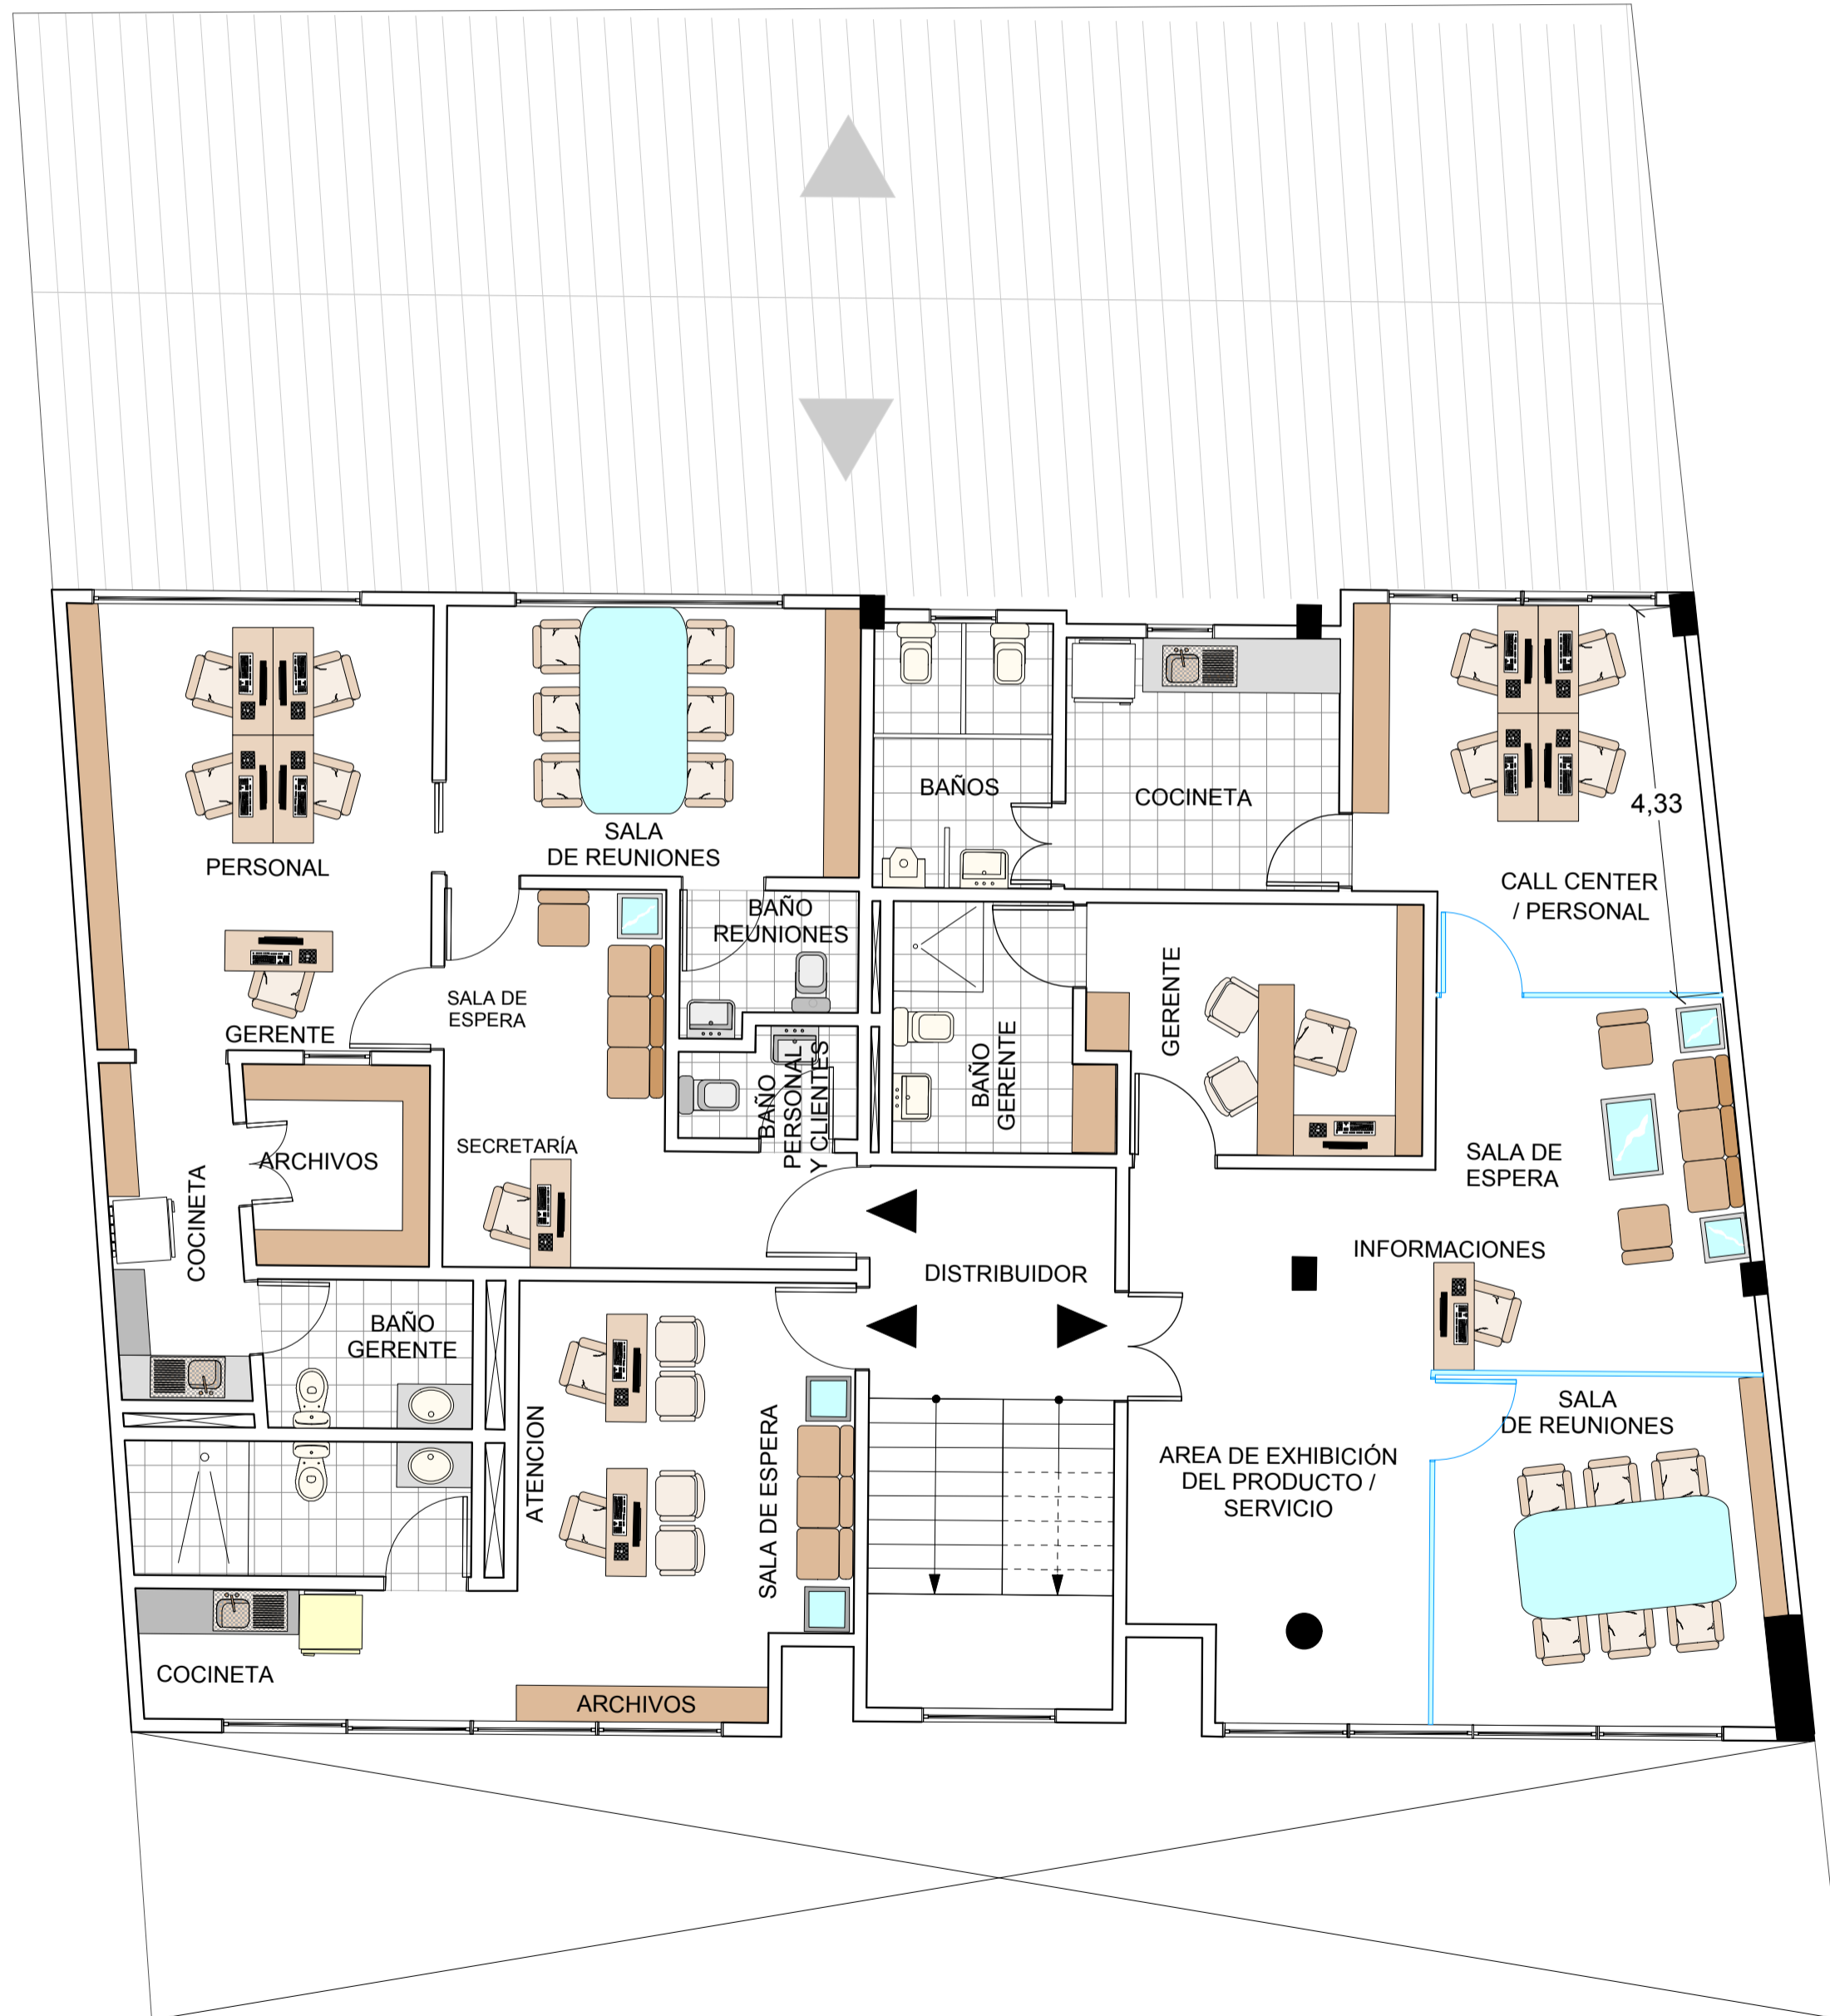 SALA
DE REUNIONES
PERSONAL
BAÑOS
COCINETA
4,33
CALL CENTER
/ PERSONAL
BAÑO
REUNIONES
GERENTE
SALA DE
ESPERA
GERENTE
BAÑO
GERENTE
BAÑO
PERSONAL
Y CLIENTES
SECRETARÍA
ARCHIVOS
COCINETA
SALA DE
ESPERA
INFORMACIONES
DISTRIBUIDOR
BAÑO
GERENTE
ATENCION
SALA DE ESPERA
SALA
DE REUNIONES
AREA DE EXHIBICIÓN
DEL PRODUCTO /
SERVICIO
COCINETA
ARCHIVOS